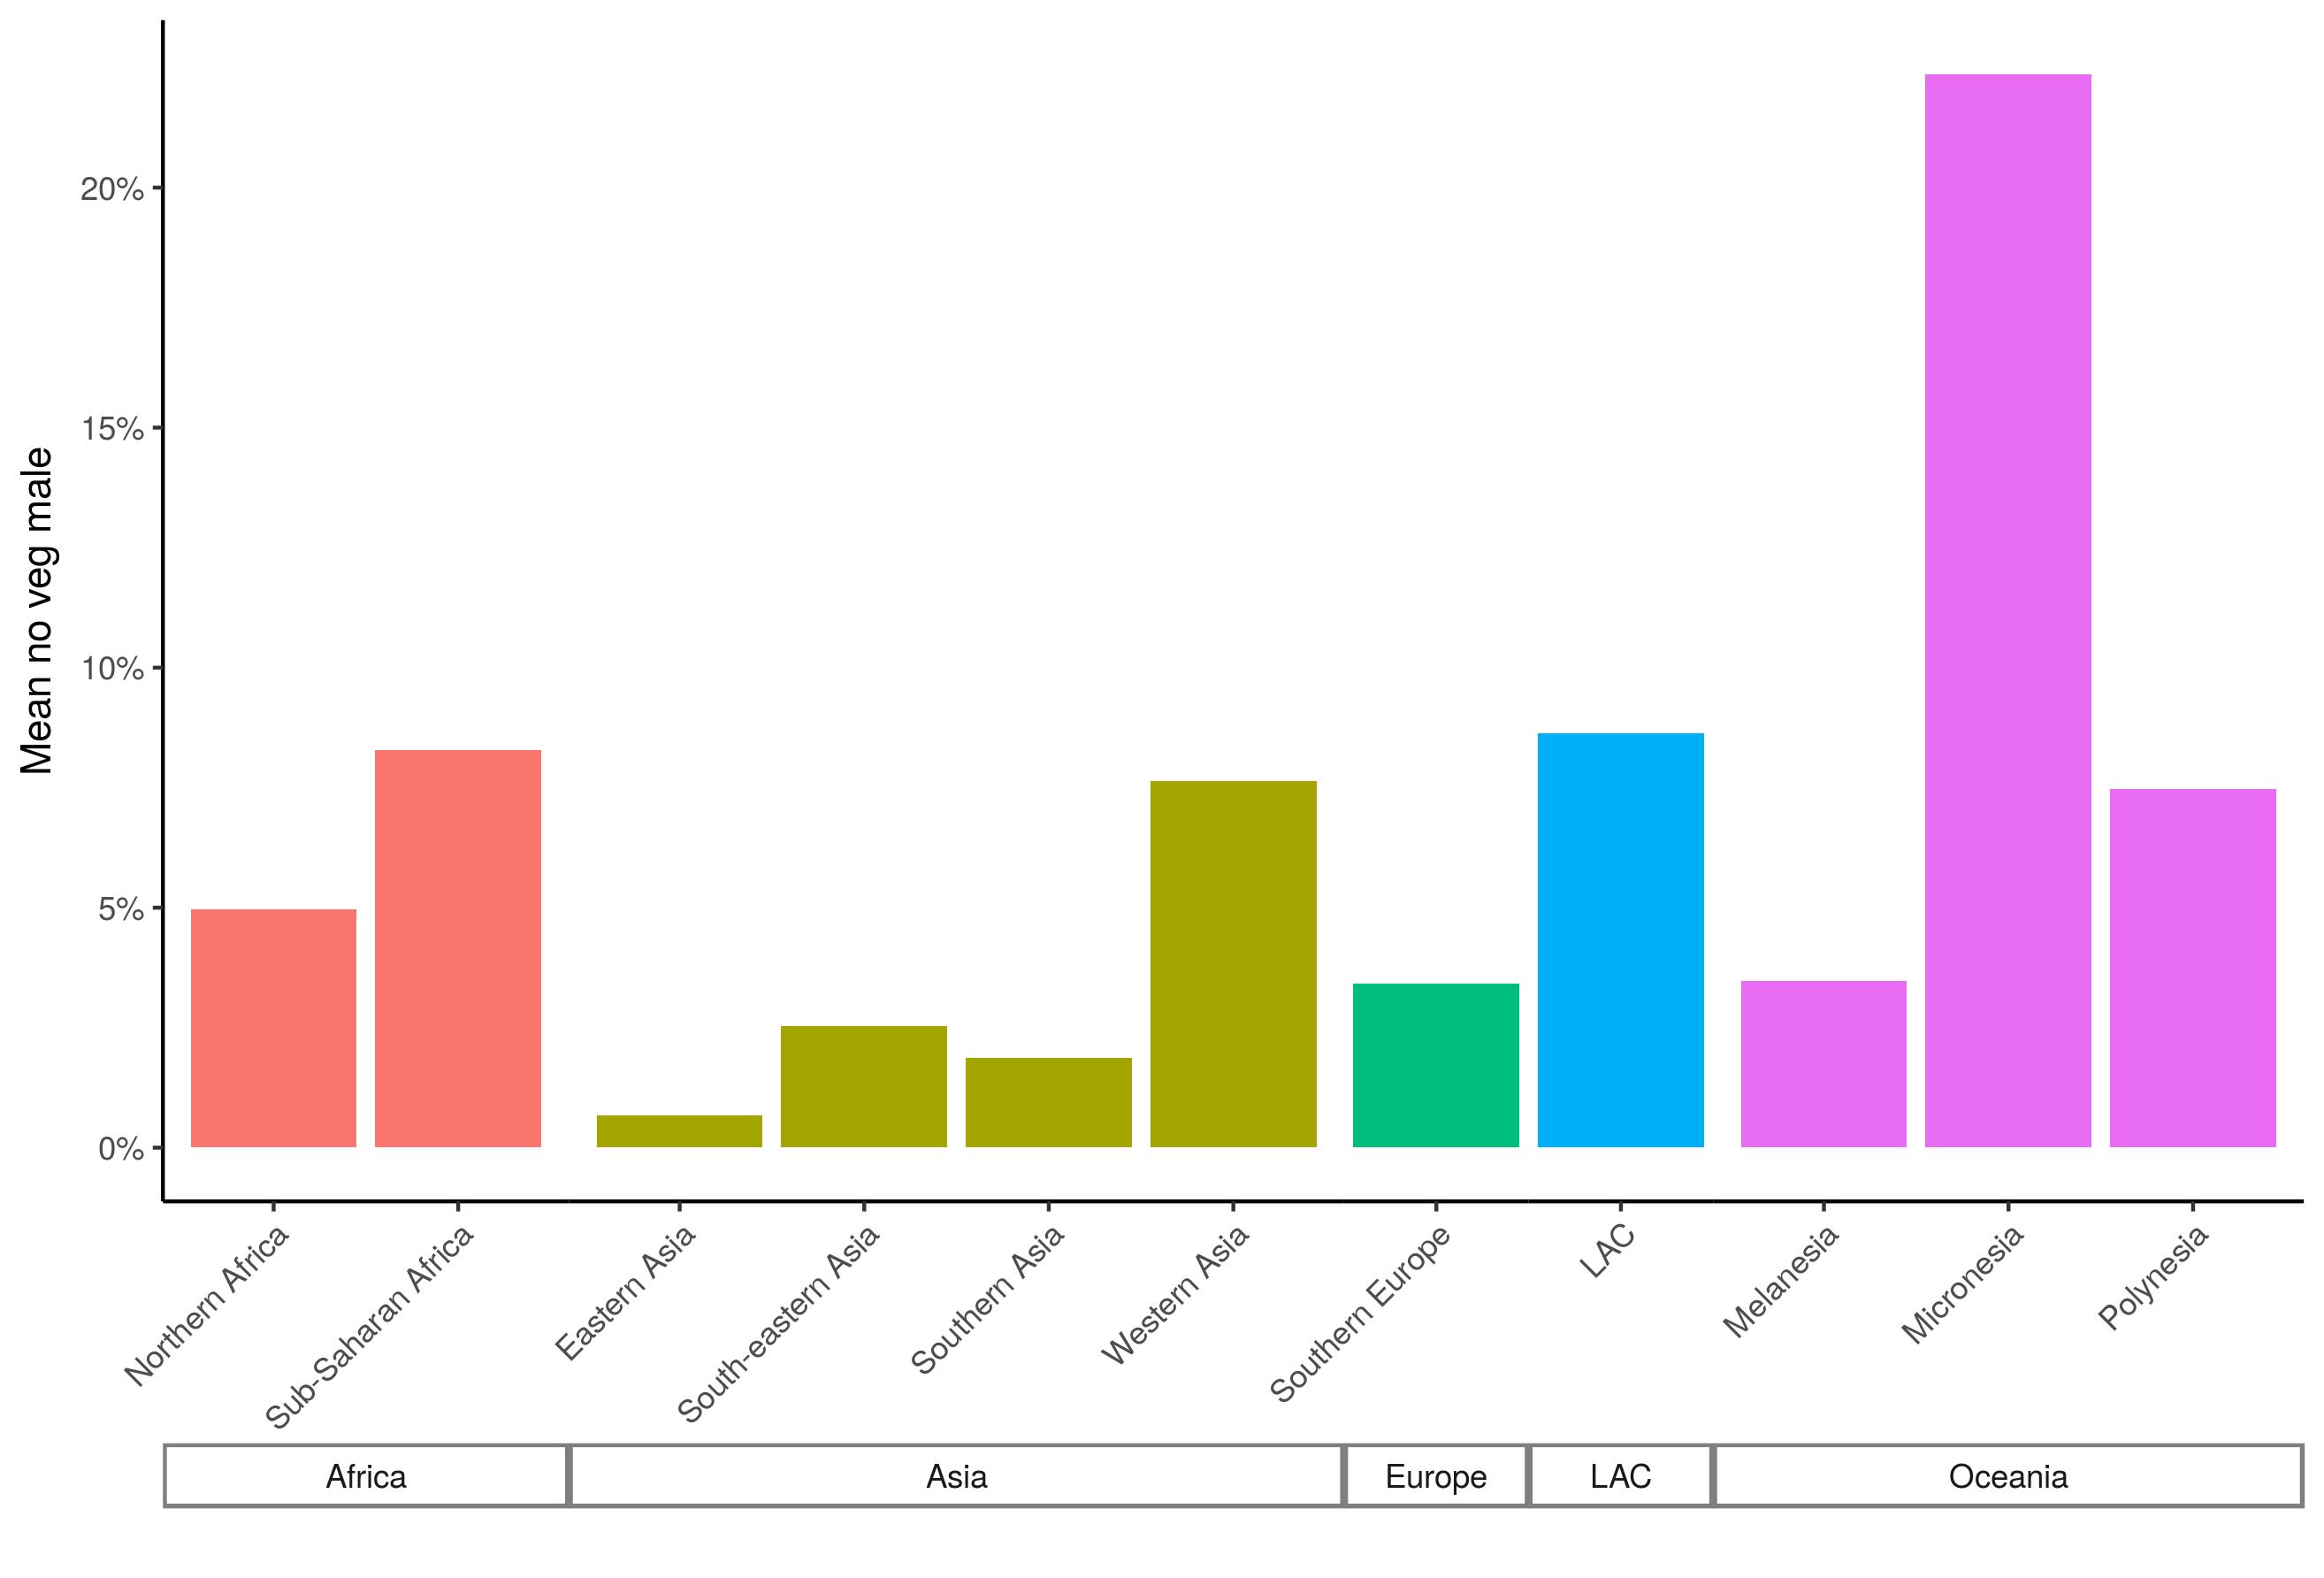 Mean no veg male
20%
15%
10%
5%
0%
Northern Africa
Sub-Saharan Africa
Eastern Asia
South-eastern Asia
Southern Asia
Western Asia
Southern Europe
LAC
Melanesia
Micronesia
Polynesia
Africa
Asia
Europe
LAC
Oceania